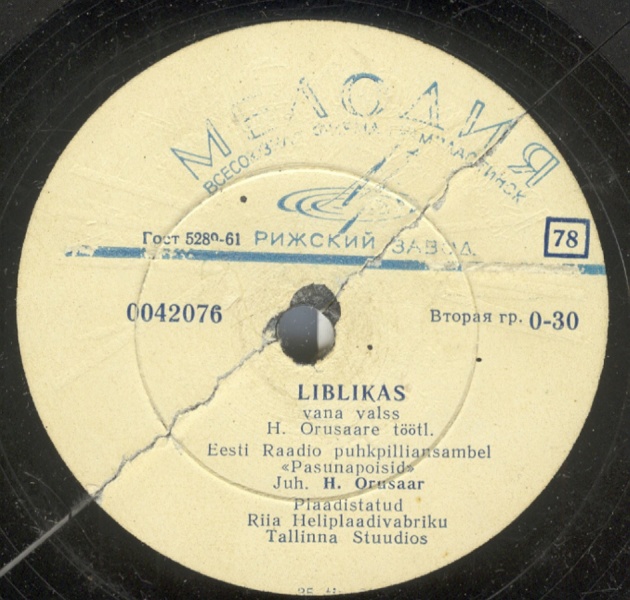 МЕЛОДИЯ
ВСЕСОЮЗНАЯ ФИРМА ГРАМПЛАСТИНОК
Гост 5289-61 РИЖСКИЙ ЗАВОД 78
0042076 Вторая гр. 0-30
LIBLIKAS
vana valss
H. Orusaare töötl.
Eesti Raadio puhkpilliansambel
«Pasunapoisid»
Juh. H. Orusaar
Plaadistatud
Riia Heliplaadivabriku
Tallinna Stuudios